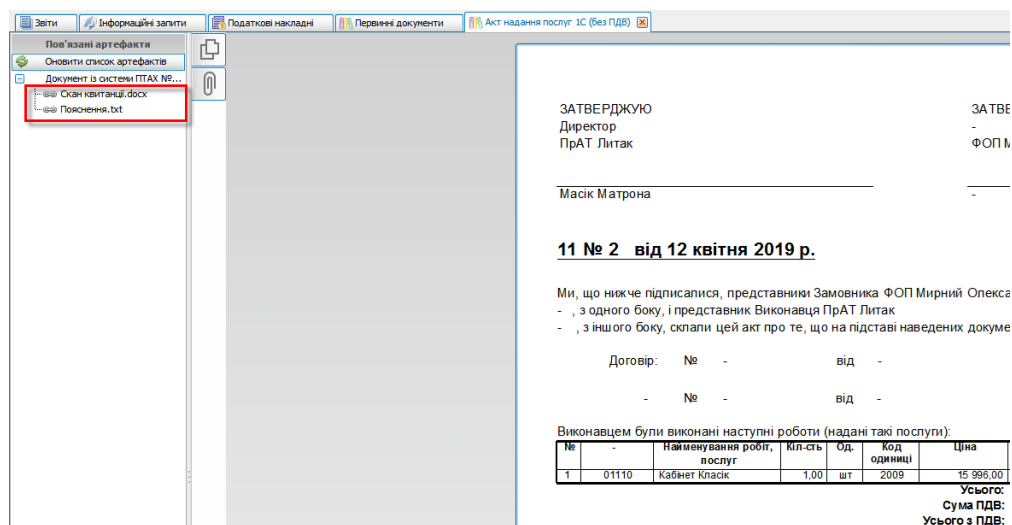 Звіти Інформаційні запити Податкові накладні Первинні документи Акт надання послуг 1С (без ПДВ)
Пов'язані артефакти
Оновити список артефактів
Документ із системи ПТАХ №...
Скан квитанції.docx
Пояснення.txt
ЗАТВЕРДЖУЮ
Директор -
ПрАТ Литак ФОП
Масік Матрона -
11 № 2 від 12 квітня 2019 р.
Ми, що нижче підписалися, представники Замовника ФОП Мирний Олекса
- , з одного боку, і представник Виконавця ПрАТ Литак
- , з іншого боку, склали цей акт про те, що на підставі наведених докуме
Договір: № - від -
- № - від -
Виконавцем були виконані наступні роботи (надані такі послуги):
№ - Найменування робіт, послуг Кіл-сть Од. Код одиниці Ціна
1 01110 Кабінет Класік 1,00 шт 2009 15 996,00
Усього:
Сума ПДВ:
Усього з ПДВ: